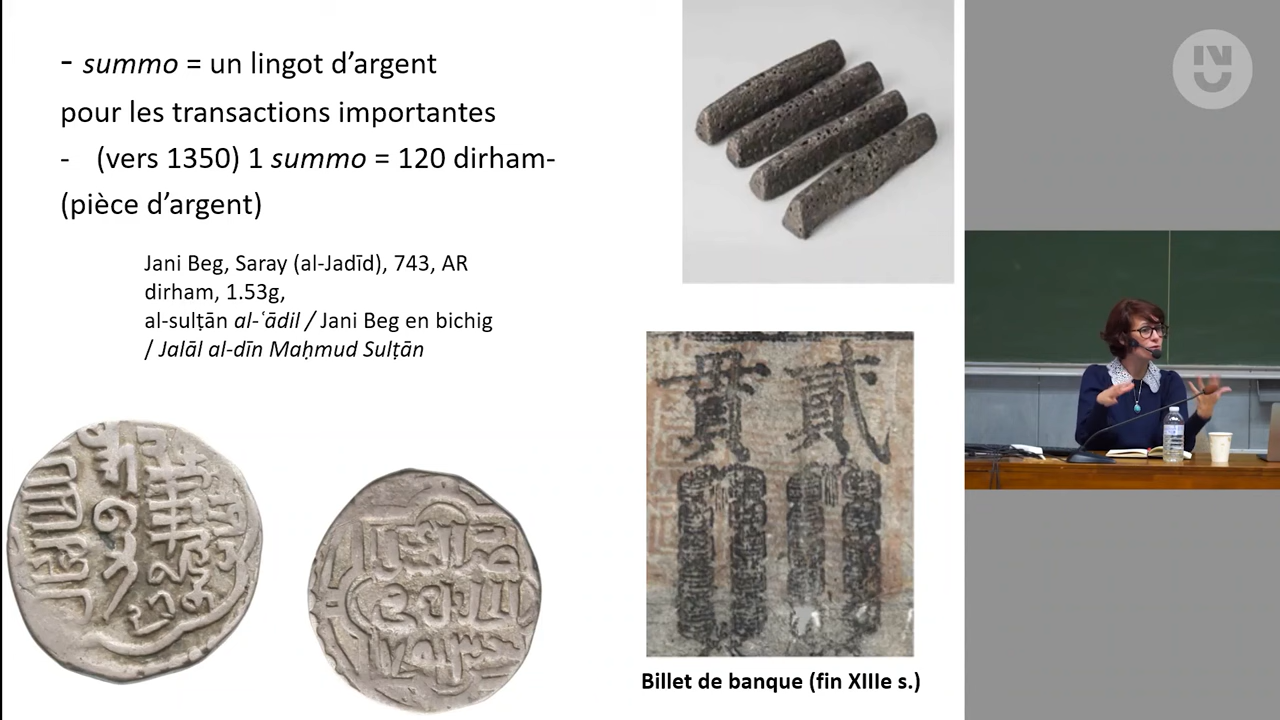 - summo = un lingot d’argent
pour les transactions importantes
- (vers 1350) 1 summo = 120 dirham-
(pièce d’argent)
Jani Beg, Saray (al-Jadīd), 743, AR
dirham, 1.53g,
al-sulṭān al-ʿādil / Jani Beg en bichig
/ Jalāl al-dīn Maḥmud Sulṭān
貳貫
Billet de banque (fin XIIIe s.)